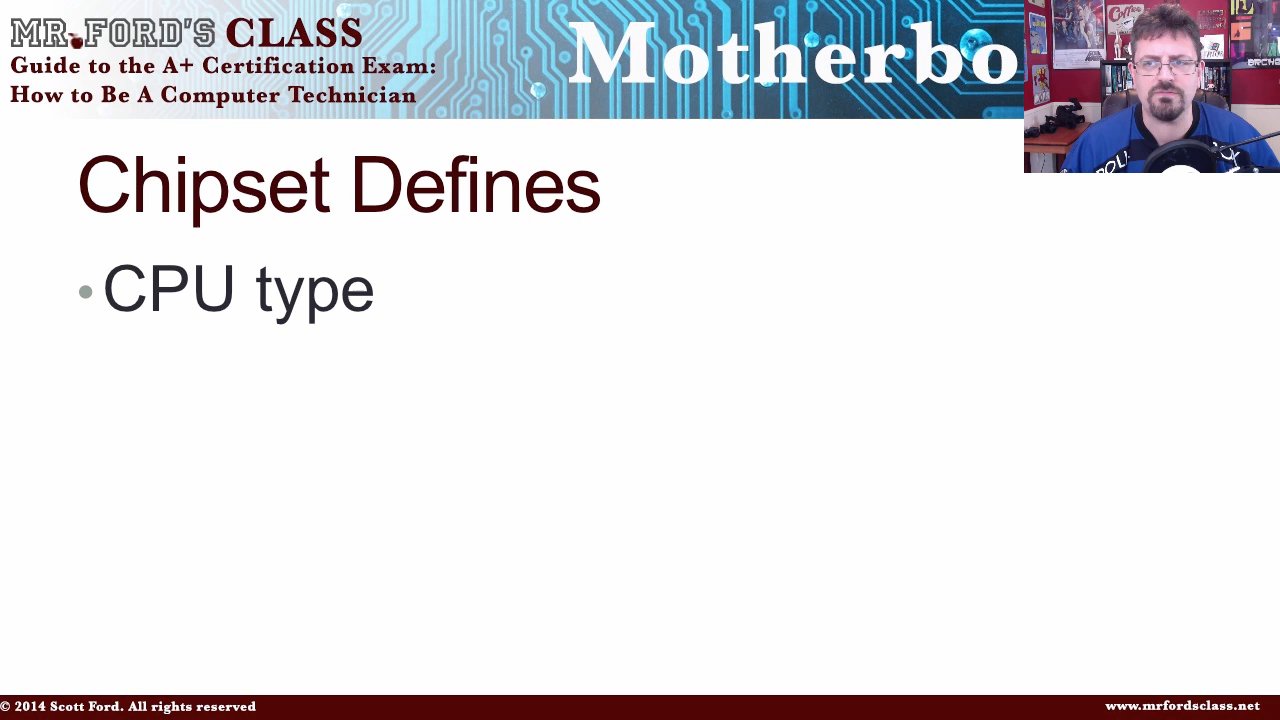 MR. FORD'S CLASS
Guide to the A+ Certification Exam:
How to Be A Computer Technician
Motherbo
Coffee
Chipset Defines
• CPU type
© 2014 Scott Ford. All rights reserved
www.mrfordsclass.net